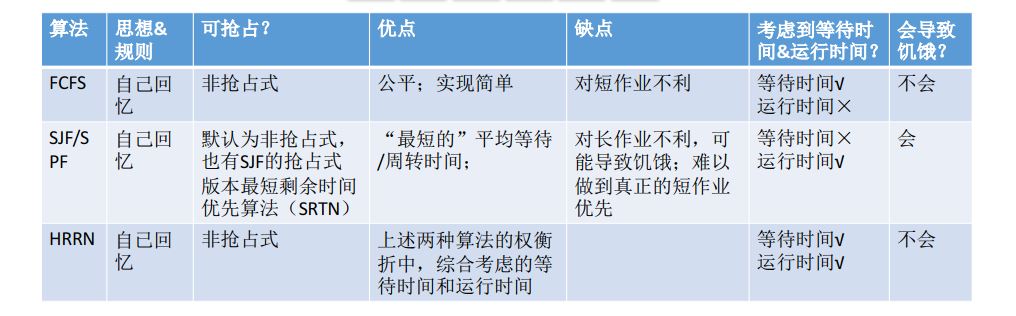 算法 思想& 可抢占？ 优点 缺点 考虑到等待时 会导致
规则 间&运行时间？ 饥饿？
FCFS 自己回 非抢占式 公平；实现简单 对短作业不利 等待时间√ 不会
忆 运行时间×
SJF/S 自己回 默认为非抢占式， “最短的”平均等待 对长作业不利，可 等待时间× 会
PF 忆 也有SJF的抢占式 /周转时间； 能导致饥饿；难以 运行时间√
版本最短剩余时间 做到真正的短作业
优先算法（SRTN） 优先
HRRN 自己回 非抢占式 上述两种算法的权衡 等待时间√ 不会
忆 折中，综合考虑的等 运行时间√
待时间和运行时间